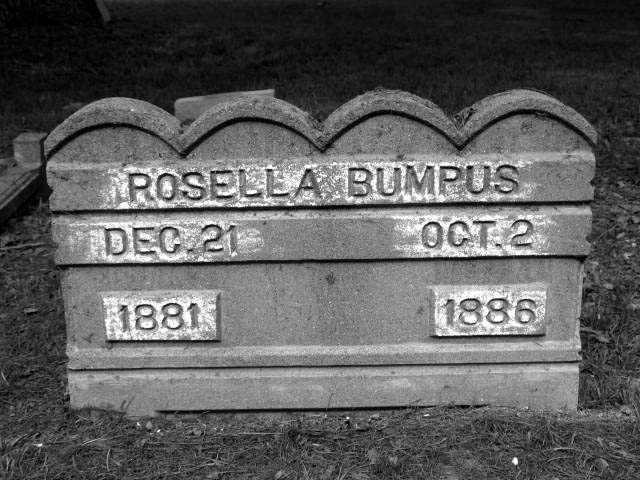 ROSELLA BUMPUS
DEC. 21 OCT. 2
1881 1886